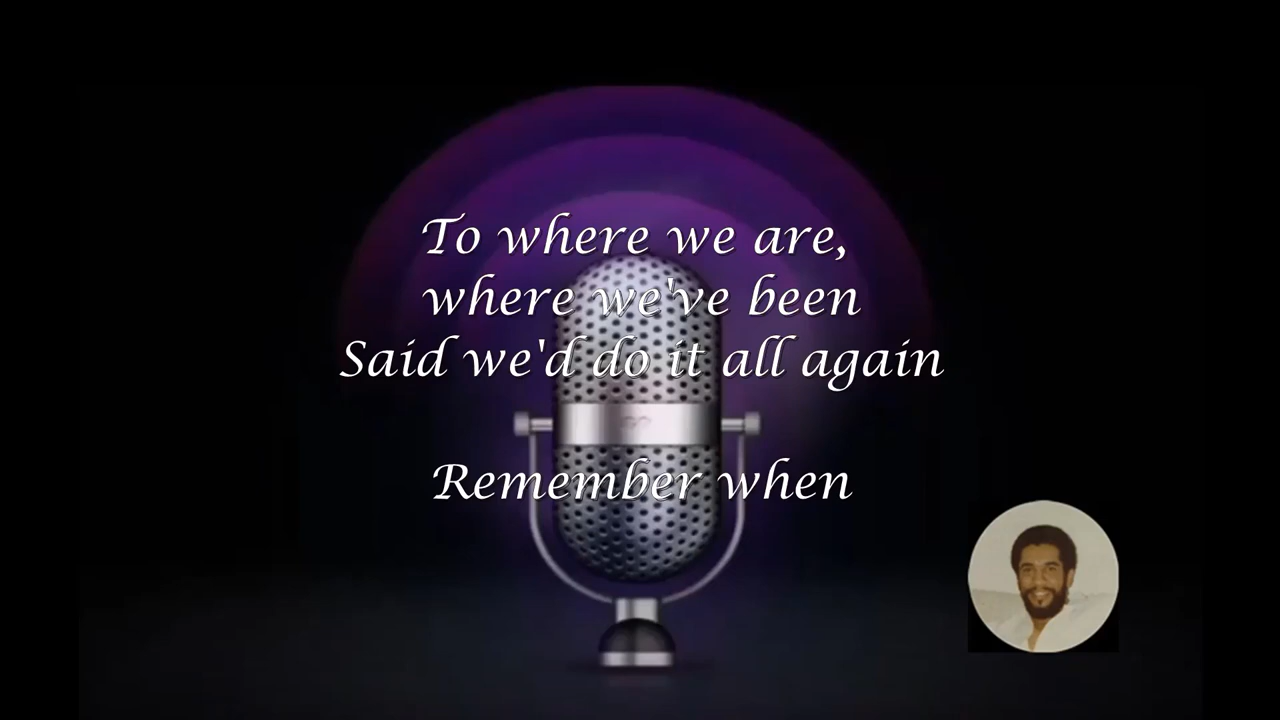 To where we are,
where we've been
Said we'd do it all again
Remember when